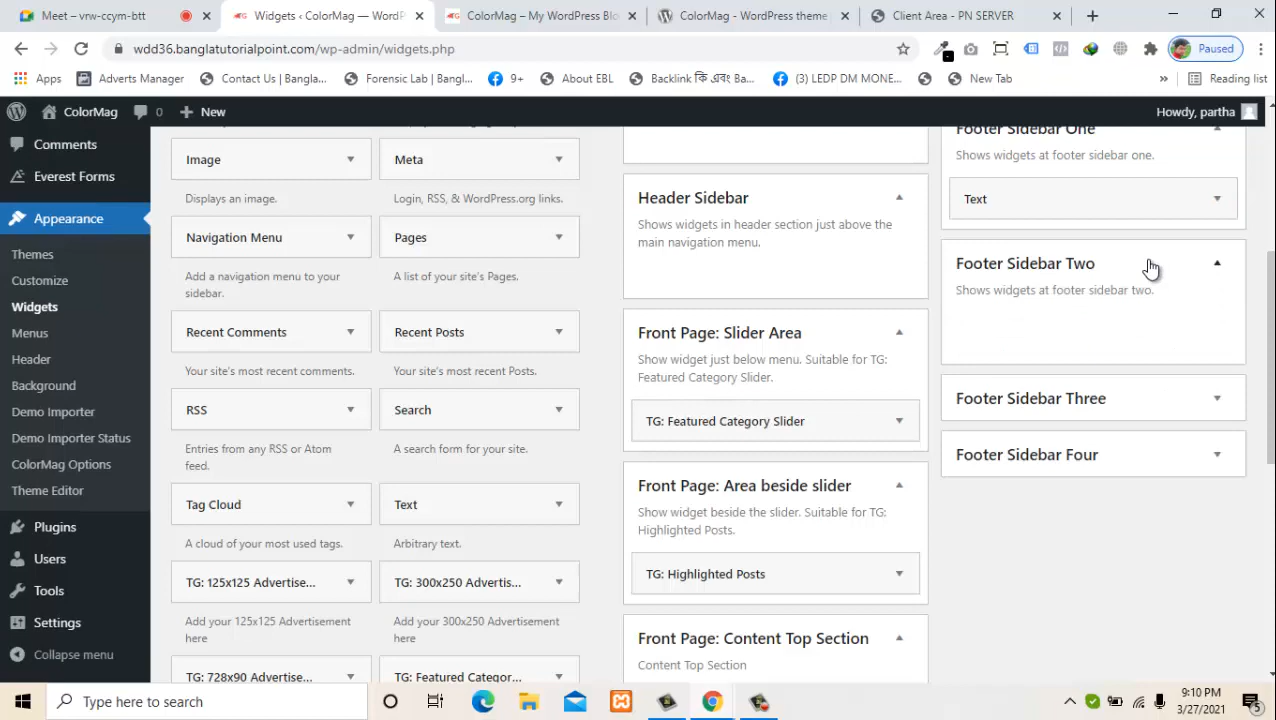 Meet – vrw-ccym-btt
Widgets ‹ ColorMag — WordP
ColorMag – My WordPress Blo
ColorMag - WordPress theme
Client Area - PN SERVER
wdd36.banglatutorialpoint.com/wp-admin/widgets.php
Paused
Apps
Adverts Manager
Contact Us | Bangla...
Forensic Lab | Bangl...
9+
About EBL
Backlink কি এবং Ba...
(3) LEDP DM MONE...
New Tab
»
Reading list
ColorMag
0
New
Howdy, partha
Comments
Everest Forms
Appearance
Themes
Customize
Widgets
Menus
Header
Background
Demo Importer
Demo Importer Status
ColorMag Options
Theme Editor
Plugins
Users
Tools
Settings
Collapse menu
Image
Displays an image.
Navigation Menu
Add a navigation menu to your
sidebar.
Recent Comments
Your site's most recent comments.
RSS
Entries from any RSS or Atom
feed.
Tag Cloud
A cloud of your most used tags.
TG: 125x125 Advertise...
Add your 125x125 Advertisement
here
TG: 728x90 Advertise...
Meta
Login, RSS, & WordPress.org links.
Pages
A list of your site's Pages.
Recent Posts
Your site's most recent Posts.
Search
A search form for your site.
Text
Arbitrary text.
TG: 300x250 Advertis...
Add your 300x250 Advertisement
here
TG: Featured Categor...
Header Sidebar
Shows widgets in header section just above the
main navigation menu.
Front Page: Slider Area
Show widget just below menu. Suitable for TG:
Featured Category Slider.
TG: Featured Category Slider
Front Page: Area beside slider
Show widget beside the slider. Suitable for TG:
Highlighted Posts.
TG: Highlighted Posts
Front Page: Content Top Section
Content Top Section
Footer Sidebar One
Shows widgets at footer sidebar one.
Text
Footer Sidebar Two
Shows widgets at footer sidebar two.
Footer Sidebar Three
Footer Sidebar Four
Type here to search
9:10 PM
3/27/2021
5